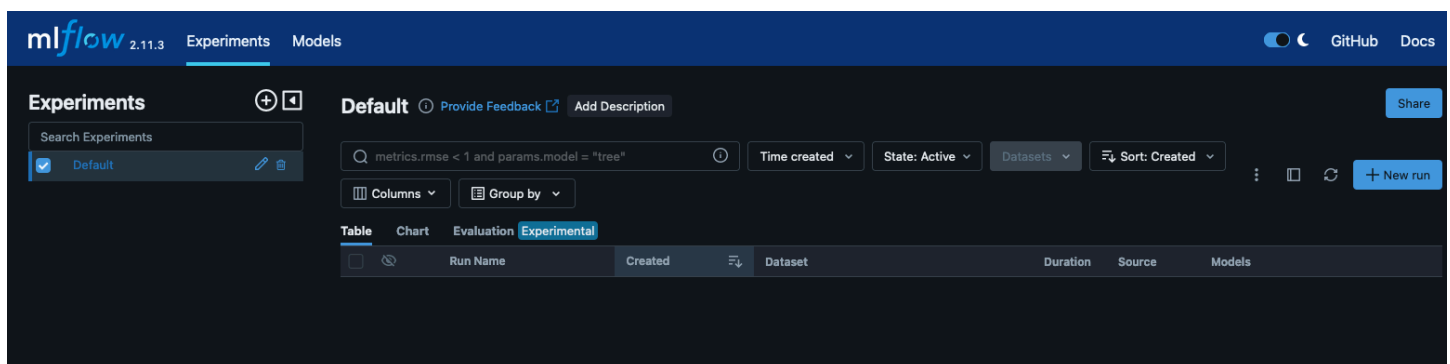 mlflow 2.11.3 Experiments Models GitHub Docs
Experiments
Search Experiments
Default
Default Provide Feedback Add Description Share
metrics.rmse < 1 and params.model = "tree" Time created State: Active Datasets Sort: Created
+ New run
Columns Group by
Table Chart Evaluation Experimental
Run Name Created Dataset Duration Source Models